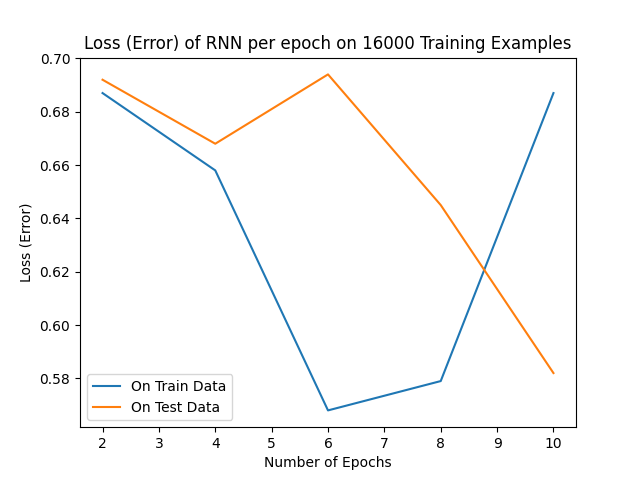 Loss (Error) of RNN per epoch on 16000 Training Examples
0.70
0.68
0.66
0.64
0.62
0.60
0.58
Loss (Error)
On Train Data
On Test Data
2 3 4 5 6 7 8 9 10
Number of Epochs